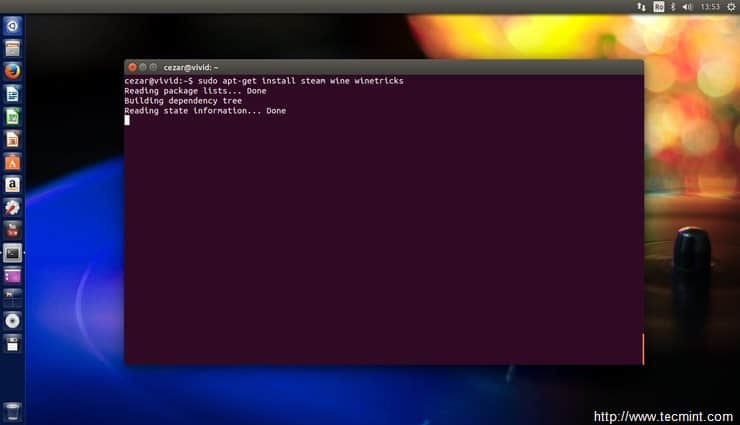 Ro
13:53
cezar@vivid: ~
cezar@vivid:~$ sudo apt-get install steam wine winetricks
Reading package lists... Done
Building dependency tree
Reading state information... Done
http://www.tecmint.com